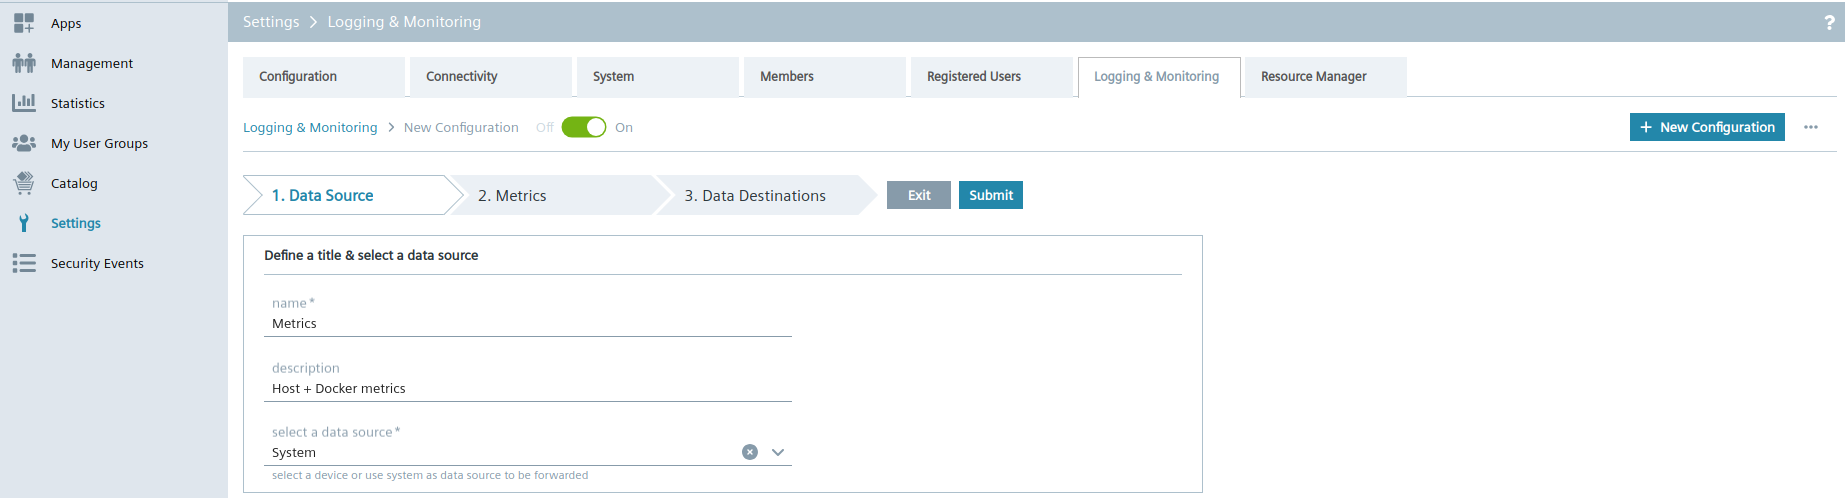 Apps
Management
Statistics
My User Groups
Catalog
Settings
Security Events
Settings > Logging & Monitoring ?
Configuration Connectivity System Members Registered Users Logging & Monitoring Resource Manager
Logging & Monitoring > New Configuration Off On + New Configuration ...
1. Data Source 2. Metrics 3. Data Destinations Exit Submit
Define a title & select a data source
name *
Metrics
description
Host + Docker metrics
select a data source *
System
select a device or use system as data source to be forwarded